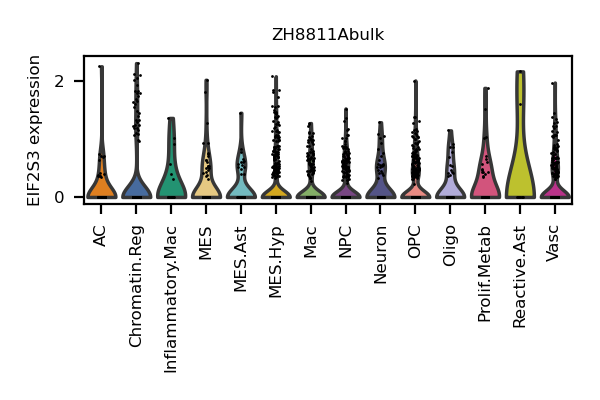 ZH8811Abulk
EIF2S3 expression
2
0
AC
Chromatin.Reg
Inflammatory.Mac
MES
MES.Ast
MES.Hyp
Mac
NPC
Neuron
OPC
Oligo
Prolif.Metab
Reactive.Ast
Vasc